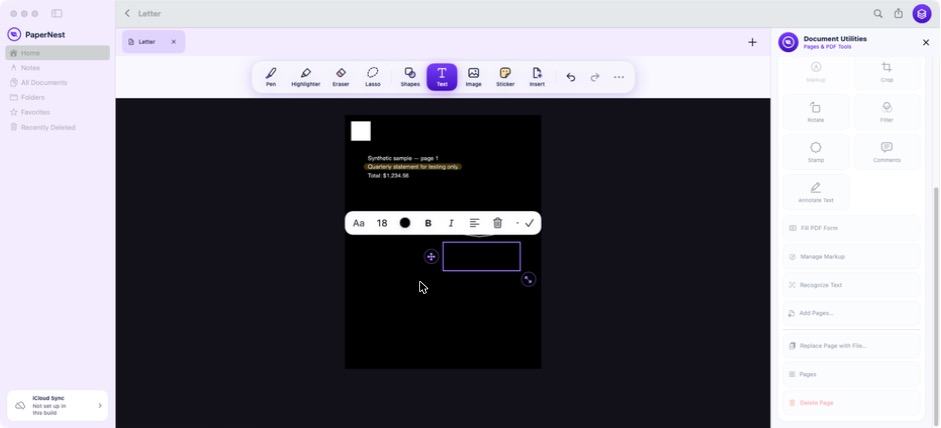 Letter
PaperNest
Home
Notes
All Documents
Folders
Favorites
Recently Deleted
iCloud Sync
Not set up in
this build
Letter
Pen
Highlighter
Eraser
Lasso
Shapes
Text
Image
Sticker
Insert
Synthetic sample — page 1
Quarterly statement for testing only.
Total: $1,234.56
Aa 18 B I
Document Utilities
Pages & PDF Tools
Markup
Crop
Rotate
Filter
Stamp
Comments
Annotate Text
Fill PDF Form
Manage Markup
Recognize Text
Add Pages...
Replace Page with File...
Pages
Delete Page